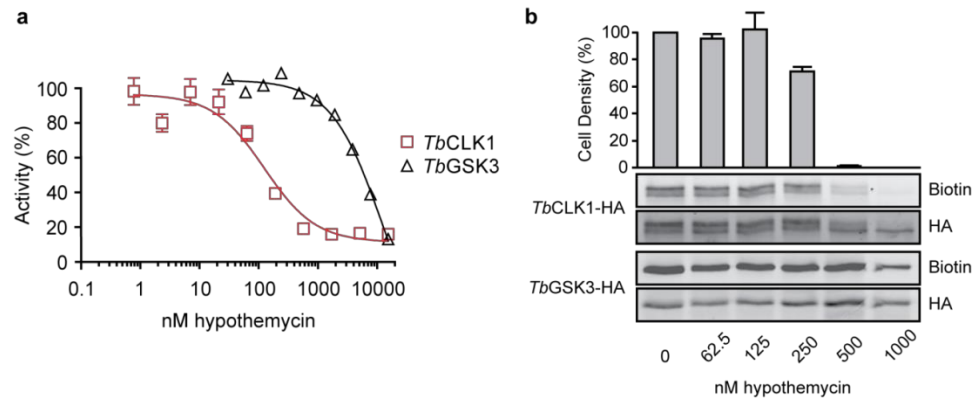 a
Activity (%)
100
80
60
40
20
0
0.1 1 10 100 1000 10000
nM hypothemycin
TbCLK1
TbGSK3
b
Cell Density (%)
100
80
60
40
20
0
TbCLK1-HA
Biotin
HA
TbGSK3-HA
Biotin
HA
0 62.5 125 250 500 1000
nM hypothemycin